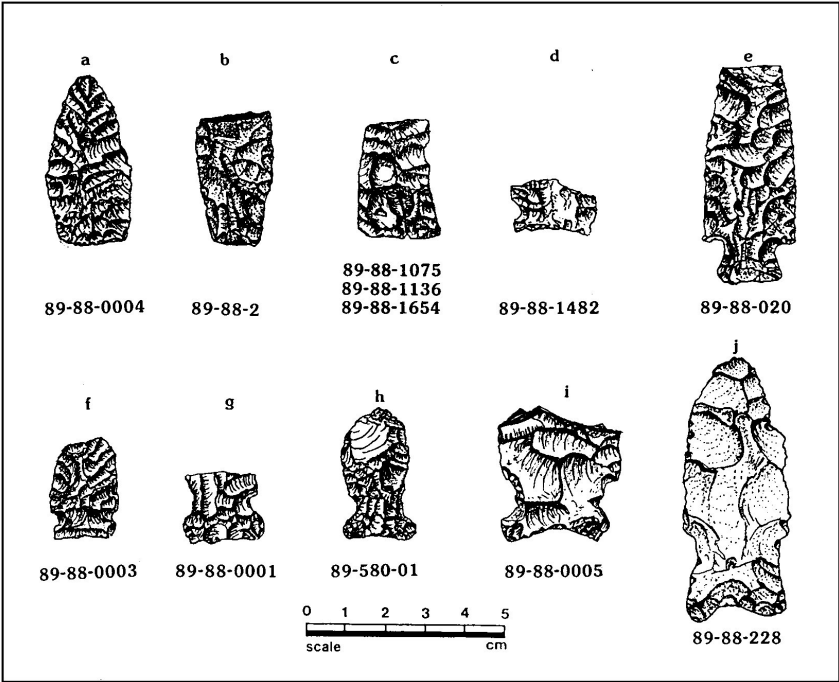 a
b
c
d
e
89-88-0004
89-88-2
89-88-1075
89-88-1136
89-88-1654
89-88-1482
89-88-020
f
g
h
i
j
89-88-0003
89-88-0001
89-580-01
89-88-0005
89-88-228
0 1 2 3 4 5
scale cm